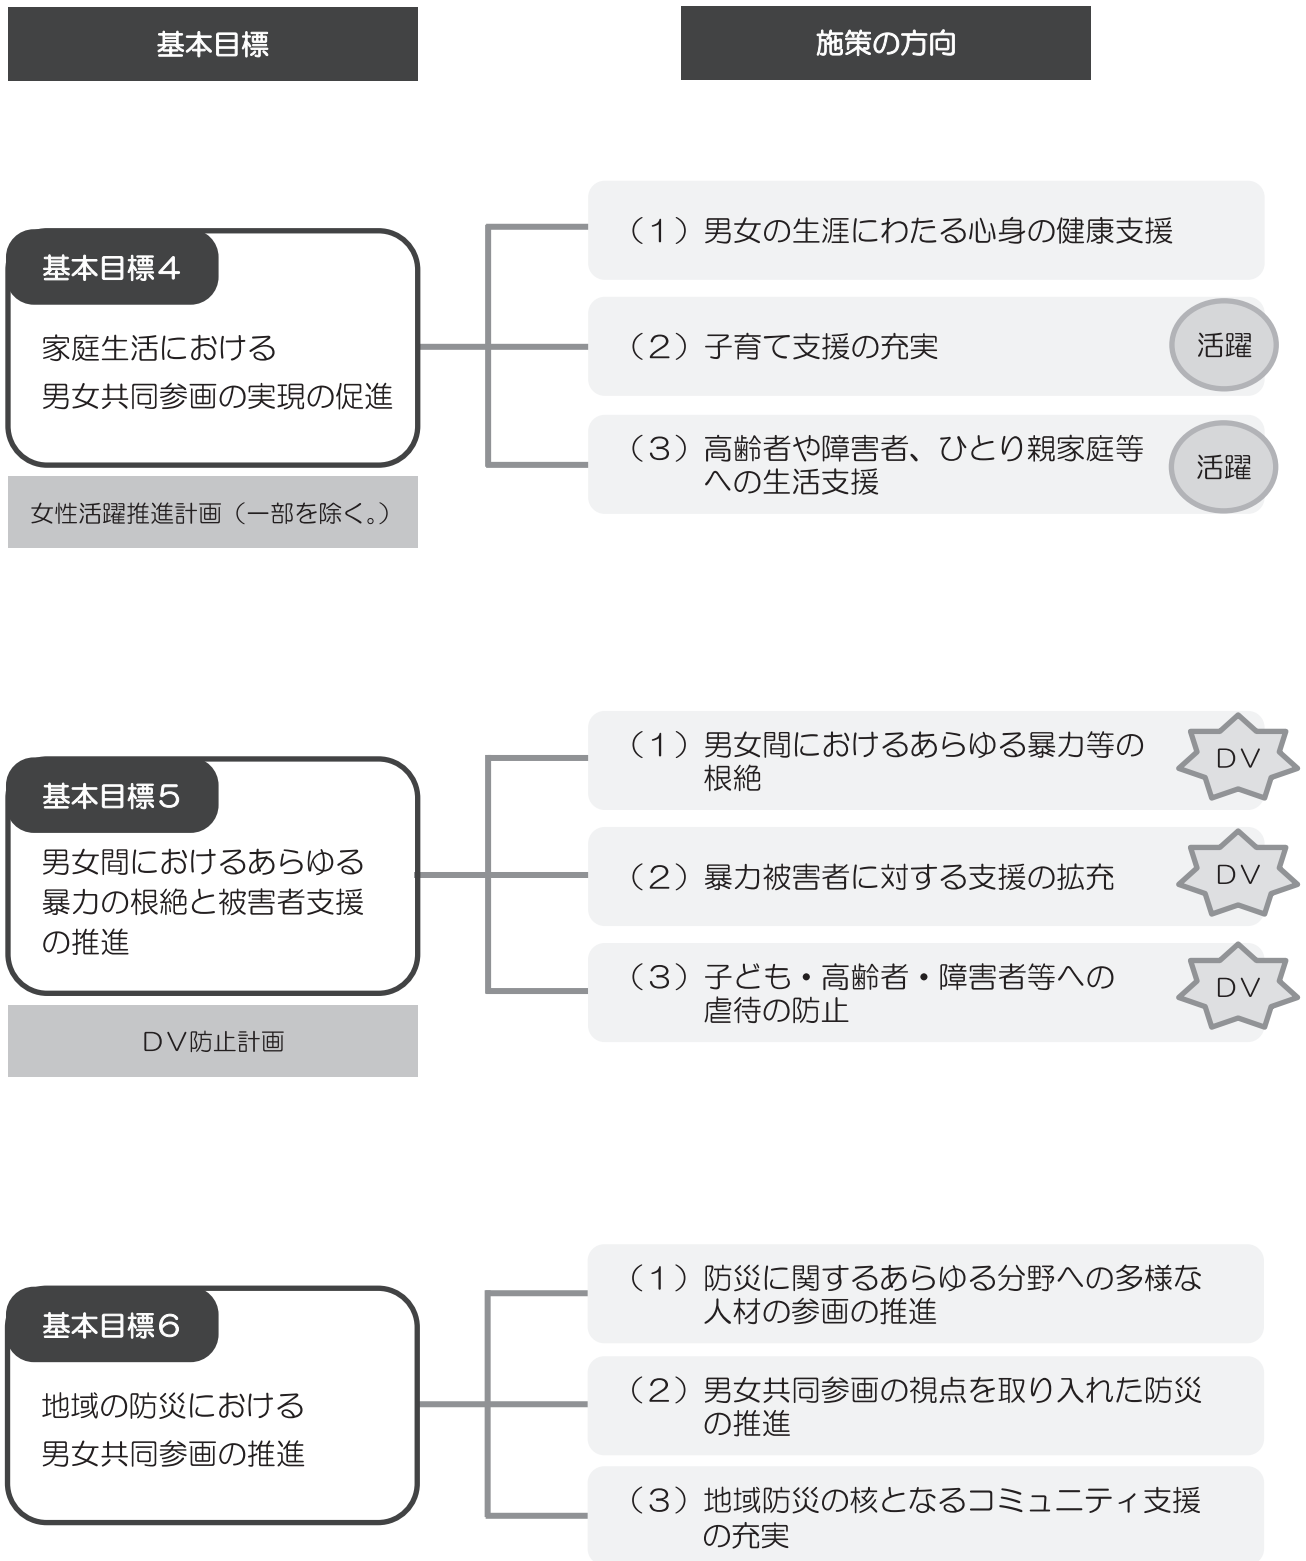 基本目標
施策の方向
基本目標４
家庭生活における
男女共同参画の実現の促進
女性活躍推進計画（一部を除く。）
（１）男女の生涯にわたる心身の健康支援
（２）子育て支援の充実
活躍
（３）高齢者や障害者、ひとり親家庭等
への生活支援
活躍
基本目標５
男女間におけるあらゆる
暴力の根絶と被害者支援
の推進
ＤＶ防止計画
（１）男女間におけるあらゆる暴力等の
根絶
ＤＶ
（２）暴力被害者に対する支援の拡充
ＤＶ
（３）子ども・高齢者・障害者等への
虐待の防止
ＤＶ
基本目標６
地域の防災における
男女共同参画の推進
（１）防災に関するあらゆる分野への多様な
人材の参画の推進
（２）男女共同参画の視点を取り入れた防災
の推進
（３）地域防災の核となるコミュニティ支援
の充実